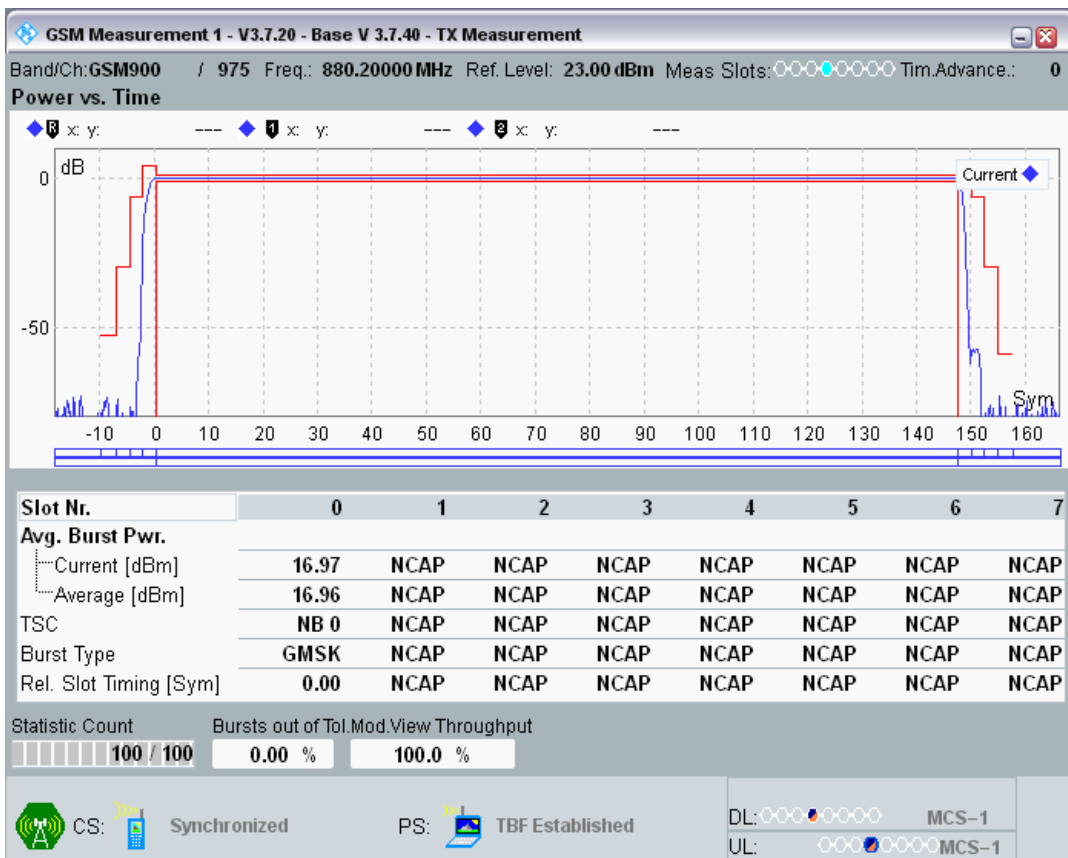 GSM Measurement 1 - V3.7.20 - Base V 3.7.40 - TX Measurement
Band/Ch:GSM900 / 975 Freq.: 880.20000 MHz Ref. Level: 23.00 dBm Meas Slots: Tim.Advance.: 0
Power vs. Time
R x: y: --- 1 x: y: --- 2 x: y: ---
dB
Current
0
-50
Sym
-10 0 10 20 30 40 50 60 70 80 90 100 110 120 130 140 150 160
Slot Nr. 0 1 2 3 4 5 6 7
Avg. Burst Pwr.
Current [dBm] 16.97 NCAP NCAP NCAP NCAP NCAP NCAP NCAP
Average [dBm] 16.96 NCAP NCAP NCAP NCAP NCAP NCAP NCAP
TSC NB 0 NCAP NCAP NCAP NCAP NCAP NCAP NCAP
Burst Type GMSK NCAP NCAP NCAP NCAP NCAP NCAP NCAP
Rel. Slot Timing [Sym] 0.00 NCAP NCAP NCAP NCAP NCAP NCAP NCAP
Statistic Count Bursts out of Tol.Mod.View Throughput
100 / 100 0.00 % 100.0 %
CS: Synchronized PS: TBF Established DL: MCS-1
UL: MCS-1